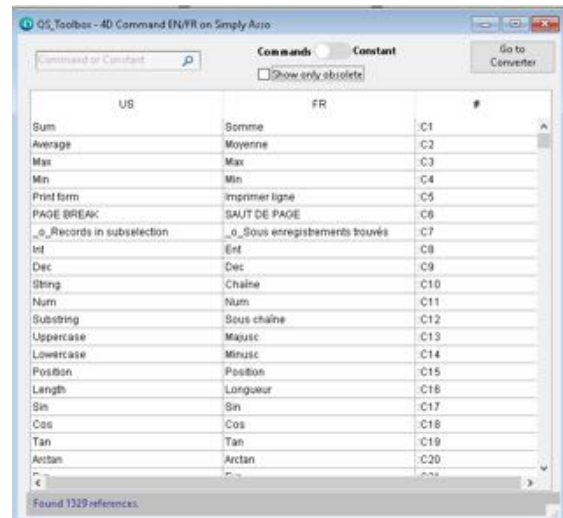 QS_Toolbox - 4D Command EN/FR on Simply Asso
Command or Constant
Commands Constant
Show only obsolete
Go to
Converter
US FR #
Sum Somme :C1
Average Moyenne :C2
Max Max :C3
Min Min :C4
Print form Imprimer ligne :C5
PAGE BREAK SAUT DE PAGE :C6
_o_Records in subselection _o_Sous enregistrements trouvés :C7
Int Ent :C8
Dec Dec :C9
String Chaîne :C10
Num Num :C11
Substring Sous chaîne :C12
Uppercase Majusc :C13
Lowercase Minusc :C14
Position Position :C15
Length Longueur :C16
Sin Sin :C17
Cos Cos :C18
Tan Tan :C19
Arctan Arctan :C20
Found 1329 references.